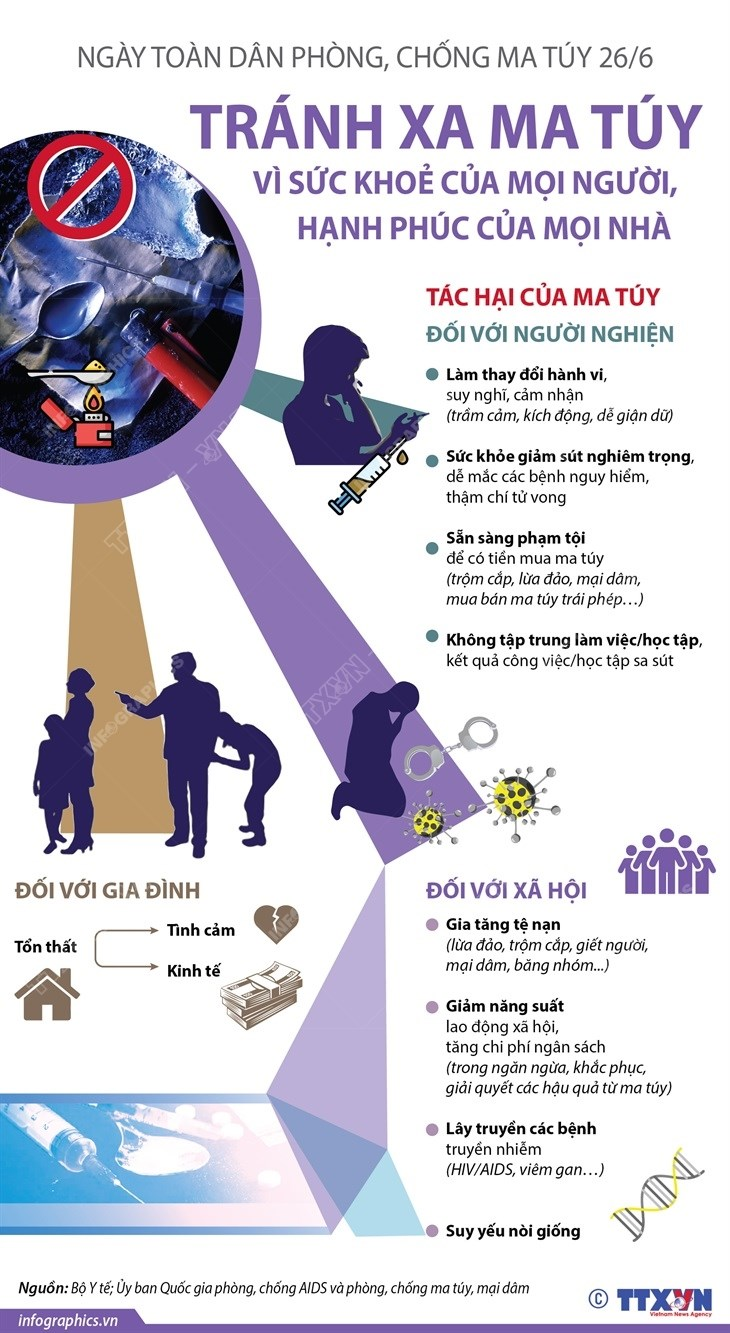 NGÀY TOÀN DÂN PHÒNG, CHỐNG MA TÚY 26/6
TRÁNH XA MA TÚY
VÌ SỨC KHOẺ CỦA MỌI NGƯỜI,
HẠNH PHÚC CỦA MỌI NHÀ
TÁC HẠI CỦA MA TÚY
ĐỐI VỚI NGƯỜI NGHIỆN
Làm thay đổi hành vi,
suy nghĩ, cảm nhận
(trầm cảm, kích động, dễ giận dữ)
Sức khỏe giảm sút nghiêm trọng,
dễ mắc các bệnh nguy hiểm,
thậm chí tử vong
Sẵn sàng phạm tội
để có tiền mua ma túy
(trộm cắp, lừa đảo, mại dâm,
mua bán ma túy trái phép…)
Không tập trung làm việc/học tập,
kết quả công việc/học tập sa sút
ĐỐI VỚI GIA ĐÌNH
Tổn thất
Tình cảm
Kinh tế
ĐỐI VỚI XÃ HỘI
Gia tăng tệ nạn
(lừa đảo, trộm cắp, giết người,
mại dâm, băng nhóm...)
Giảm năng suất
lao động xã hội,
tăng chi phí ngân sách
(trong ngăn ngừa, khắc phục,
giải quyết các hậu quả từ ma túy)
Lây truyền các bệnh
truyền nhiễm
(HIV/AIDS, viêm gan…)
Suy yếu nòi giống
Nguồn: Bộ Y tế; Ủy ban Quốc gia phòng, chống AIDS và phòng, chống ma túy, mại dâm
© TTXVN
Vietnam News Agency
infographics.vn